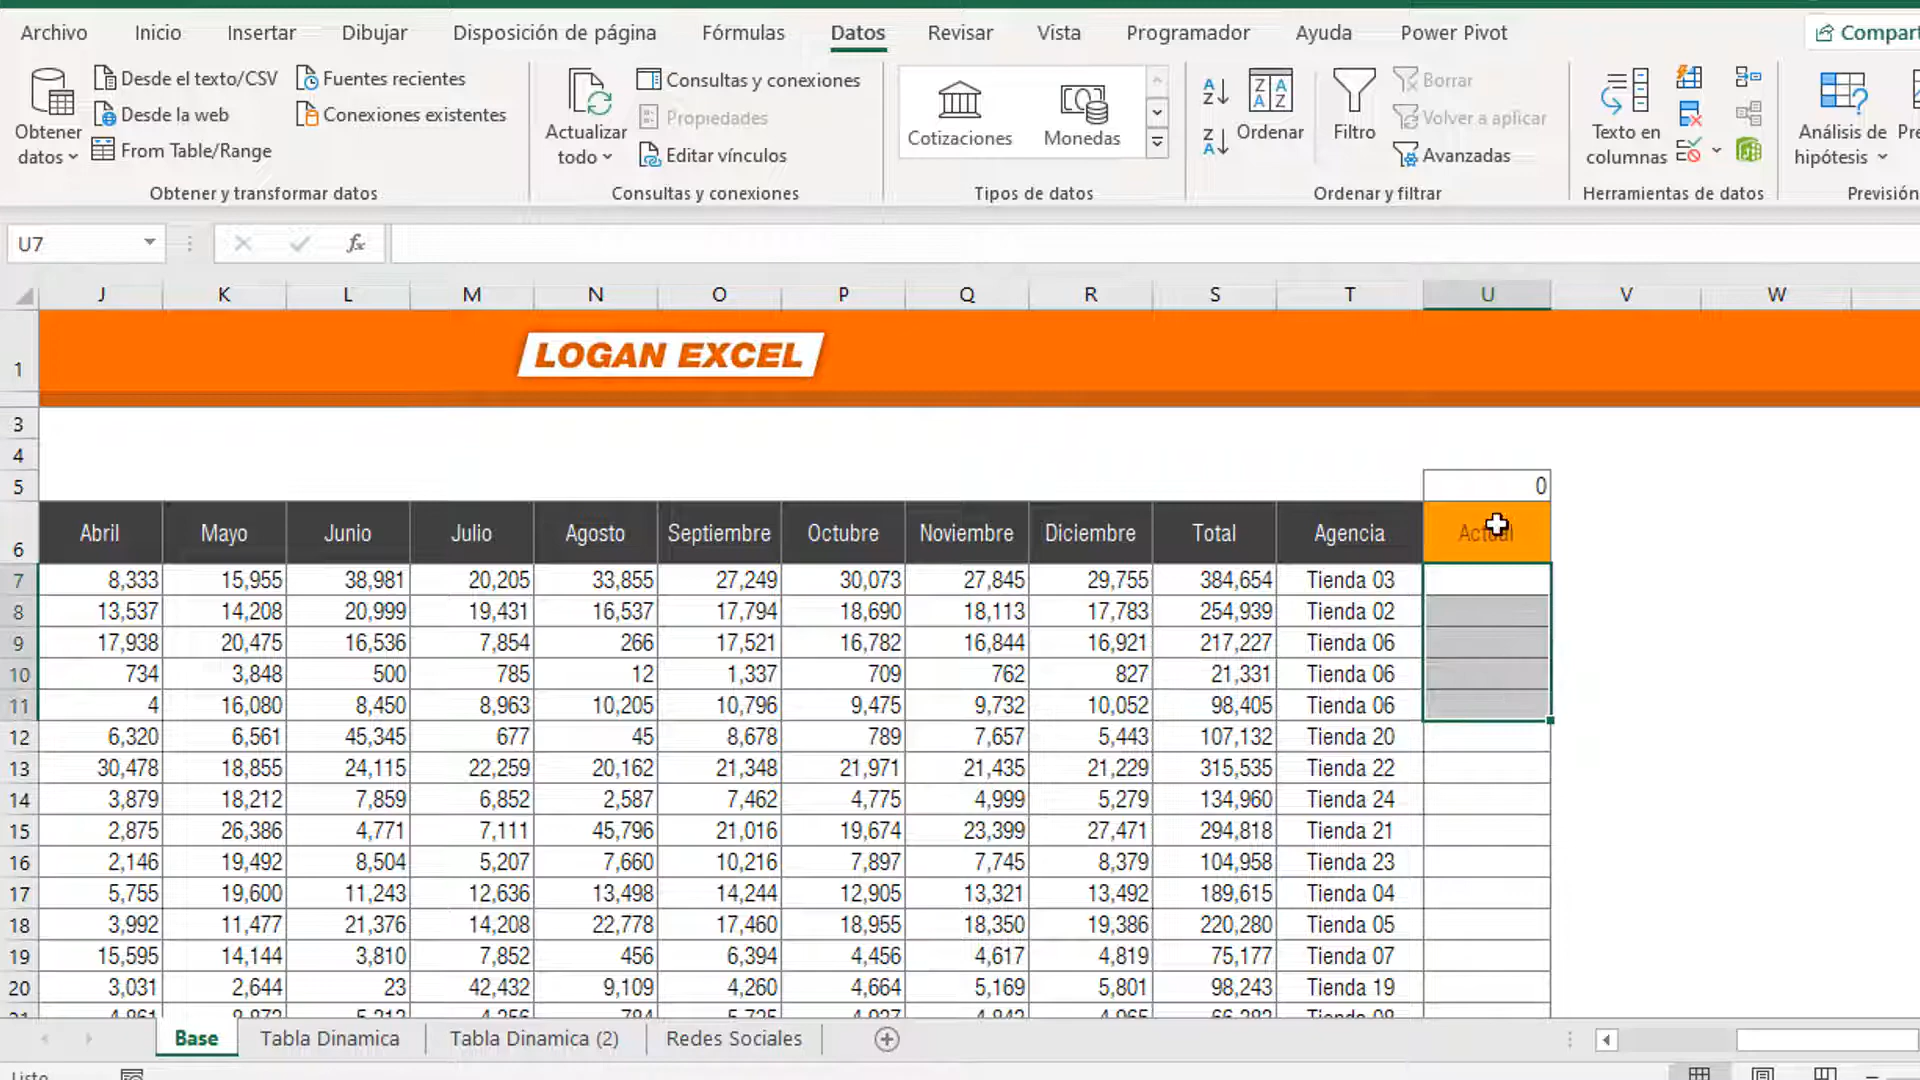 Archivo Inicio Insertar Dibujar Disposición de página Fórmulas Datos Revisar Vista Programador Ayuda Power Pivot Compart
Obtener datos
Desde el texto/CSV
Desde la web
From Table/Range
Fuentes recientes
Conexiones existentes
Obtener y transformar datos
Actualizar todo
Consultas y conexiones
Propiedades
Editar vínculos
Consultas y conexiones
Cotizaciones
Monedas
Tipos de datos
Ordenar
Filtro
Borrar
Volver a aplicar
Avanzadas
Ordenar y filtrar
Texto en columnas
Herramientas de datos
Análisis de hipótesis
Previsión
U7 fx
J K L M N O P Q R S T U V W
1 LOGAN EXCEL
3
4
5 0
6 Abril Mayo Junio Julio Agosto Septiembre Octubre Noviembre Diciembre Total Agencia Actual
7 8,333 15,955 38,981 20,205 33,855 27,249 30,073 27,845 29,755 384,654 Tienda 03
8 13,537 14,208 20,999 19,431 16,537 17,794 18,690 18,113 17,783 254,939 Tienda 02
9 17,938 20,475 16,536 7,854 266 17,521 16,782 16,844 16,921 217,227 Tienda 06
10 734 3,848 500 785 12 1,337 709 762 827 21,331 Tienda 06
11 4 16,080 8,450 8,963 10,205 10,796 9,475 9,732 10,052 98,405 Tienda 06
12 6,320 6,561 45,345 677 45 8,678 789 7,657 5,443 107,132 Tienda 20
13 30,478 18,855 24,115 22,259 20,162 21,348 21,971 21,435 21,229 315,535 Tienda 22
14 3,879 18,212 7,859 6,852 2,587 7,462 4,775 4,999 5,279 134,960 Tienda 24
15 2,875 26,386 4,771 7,111 45,796 21,016 19,674 23,399 27,471 294,818 Tienda 21
16 2,146 19,492 8,504 5,207 7,660 10,216 7,897 7,745 8,379 104,958 Tienda 23
17 5,755 19,600 11,243 12,636 13,498 14,244 12,905 13,321 13,492 189,615 Tienda 04
18 3,992 11,477 21,376 14,208 22,778 17,460 18,955 18,350 19,386 220,280 Tienda 05
19 15,595 14,144 3,810 7,852 456 6,394 4,456 4,617 4,819 75,177 Tienda 07
20 3,031 2,644 23 42,432 9,109 4,260 4,664 5,169 5,801 98,243 Tienda 19
Base Tabla Dinamica Tabla Dinamica (2) Redes Sociales